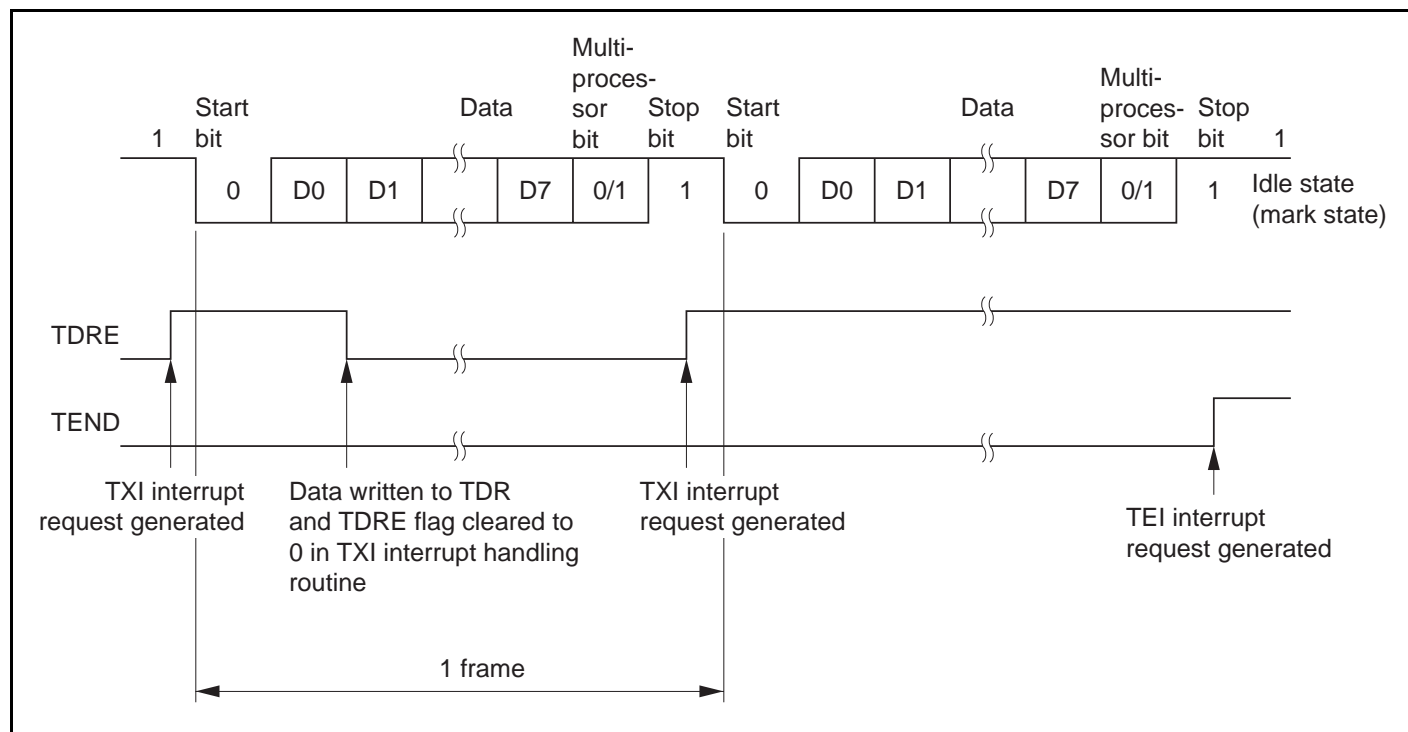 Multi-
proces-
sor
bit
Multi-
proces-
sor bit
Start
bit
Data
Stop
bit
Start
bit
Data
Stop
bit
1
1
0
D0
D1
D7
0/1
1
0
D0
D1
D7
0/1
1
Idle state
(mark state)
TDRE
TEND
TXI interrupt
request generated
Data written to TDR
and TDRE flag cleared to
0 in TXI interrupt handling
routine
TXI interrupt
request generated
TEI interrupt
request generated
1 frame